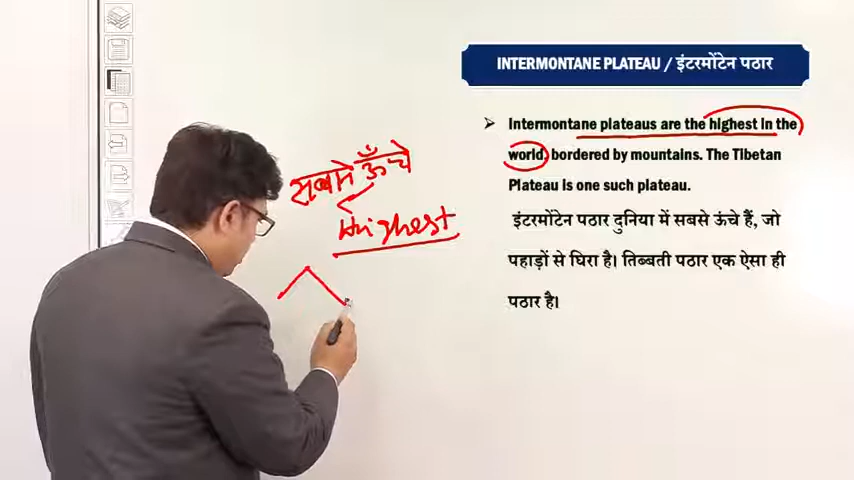 INTERMONTANE PLATEAU / इंटरमोंटेन पठार
Intermontane plateaus are the highest in the
world, bordered by mountains. The Tibetan
Plateau is one such plateau.
इंटरमोंटेन पठार दुनिया में सबसे ऊंचे हैं, जो
पहाड़ों से घिरा है। तिब्बती पठार एक ऐसा ही
पठार है।
सबसे ऊँचे
Highest